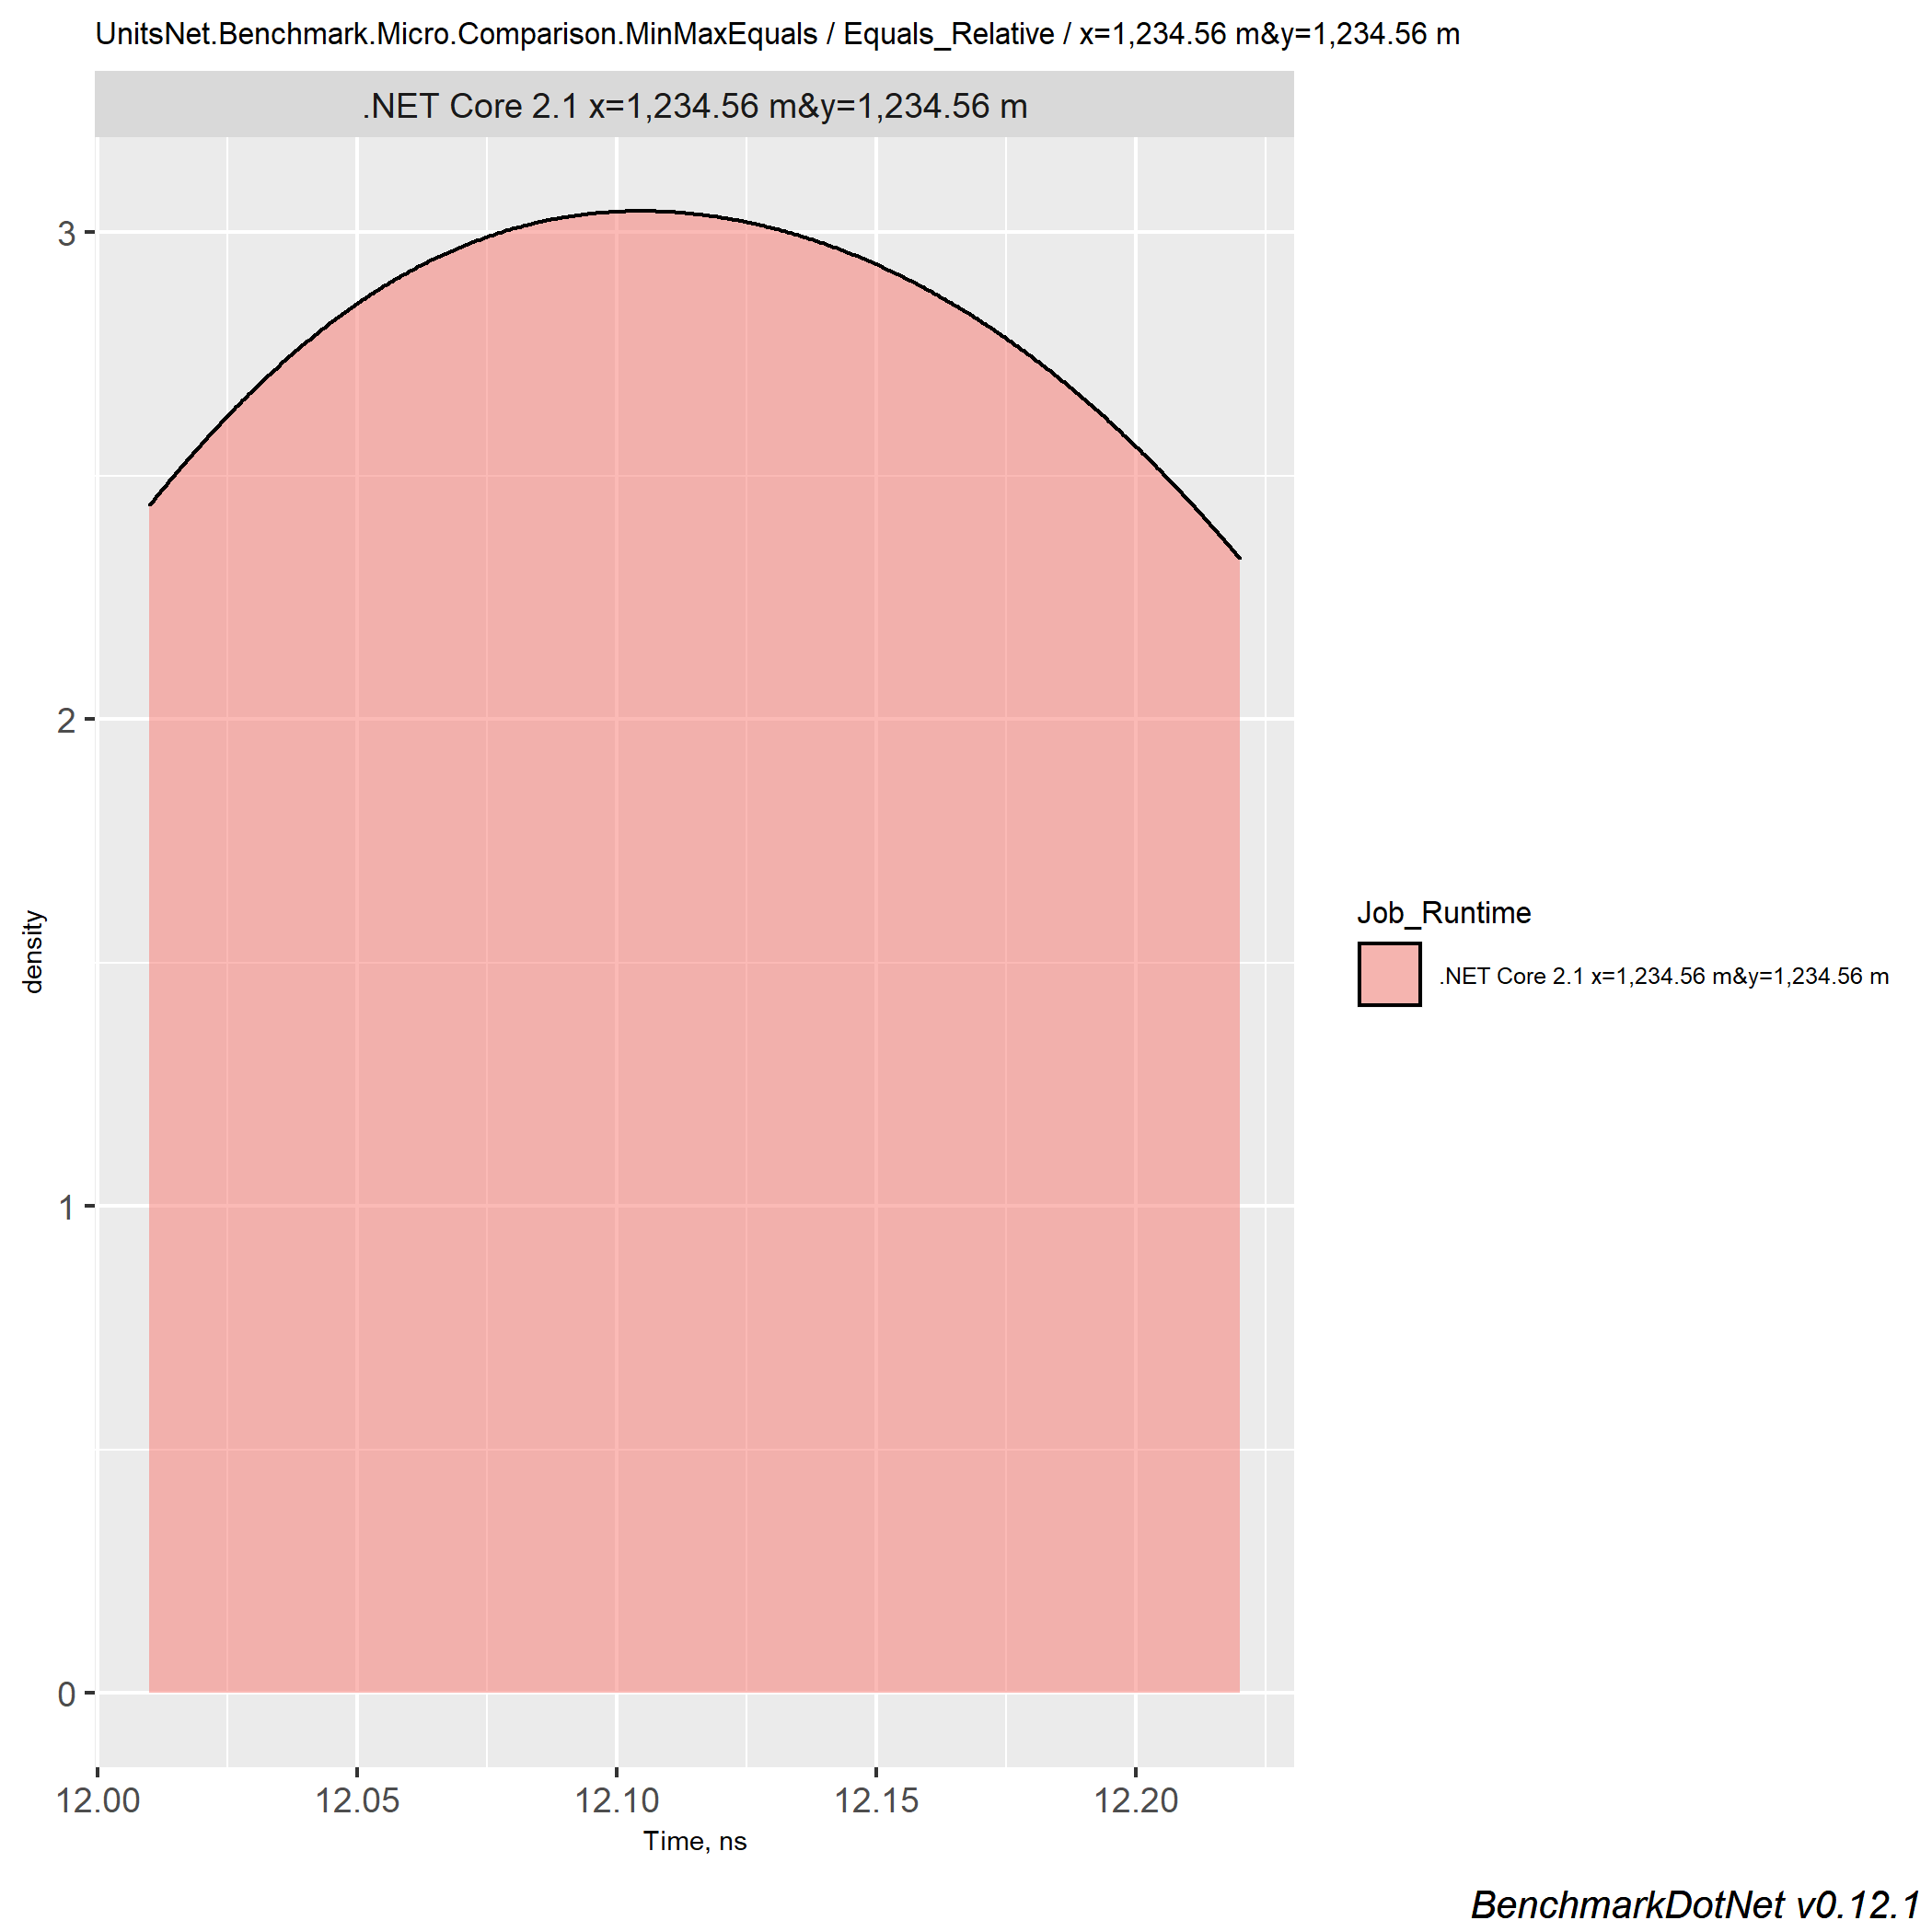 UnitsNet.Benchmark.Micro.Comparison.MinMaxEquals / Equals_Relative / x=1,234.56 m&y=1,234.56 m
.NET Core 2.1 x=1,234.56 m&y=1,234.56 m
3
2
1
0
density
12.00 12.05 12.10 12.15 12.20
Time, ns
Job_Runtime
.NET Core 2.1 x=1,234.56 m&y=1,234.56 m
BenchmarkDotNet v0.12.1